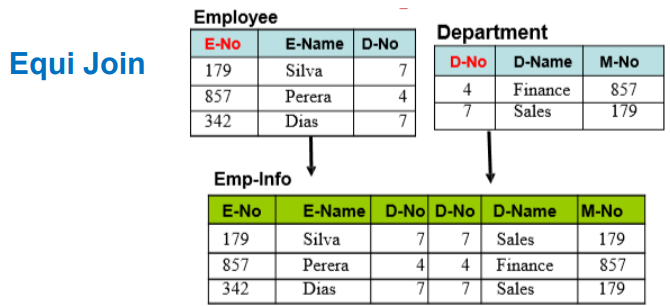 Equi Join
Employee
E-No E-Name D-No
179 Silva 7
857 Perera 4
342 Dias 7
Department
D-No D-Name M-No
4 Finance 857
7 Sales 179
Emp-Info
E-No E-Name D-No D-No D-Name M-No
179 Silva 7 7 Sales 179
857 Perera 4 4 Finance 857
342 Dias 7 7 Sales 179